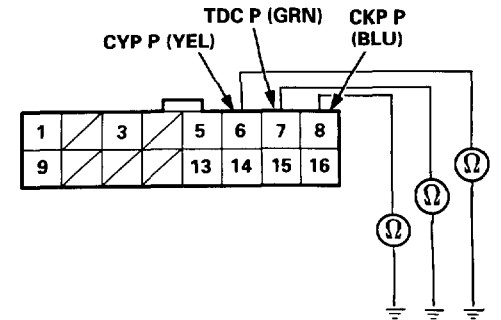 TDC P (GRN)
CKP P
(BLU)
CYP P (YEL)
1 3 5 6 7 8
9 13 14 15 16
Ω
Ω
Ω